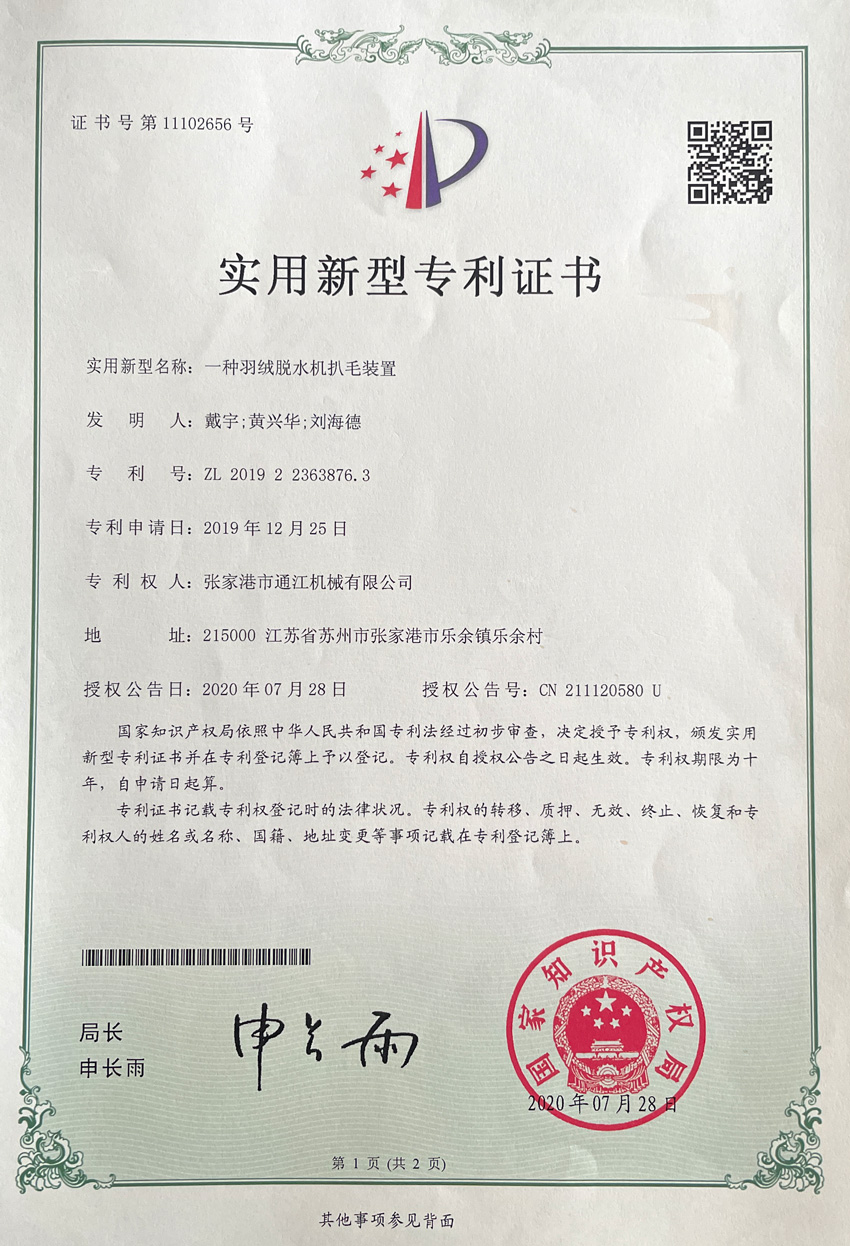 证书号第11102656号
实用新型专利证书
实用新型名称：一种羽绒脱水机扒毛装置
发明人：戴宇;黄兴华;刘海德
专利号：ZL 2019 2 2363876.3
专利申请日：2019年12月25日
专利权人：张家港市通江机械有限公司
地址：215000 江苏省苏州市张家港市乐余镇乐余村
授权公告日：2020年07月28日 授权公告号：CN 211120580 U
国家知识产权局依照中华人民共和国专利法经过初步审查，决定授予专利权，颁发实用
新型专利证书并在专利登记簿上予以登记。专利权自授权公告之日起生效。专利权期限为十
年，自申请日起算。
专利证书记载专利权登记时的法律状况。专利权的转移、质押、无效、终止、恢复和专
利权人的姓名或名称、国籍、地址变更等事项记载在专利登记簿上。
局长
申长雨
申长雨
国家知识产权局
2020年07月28日
第 1 页 (共 2 页)
其他事项参见背面